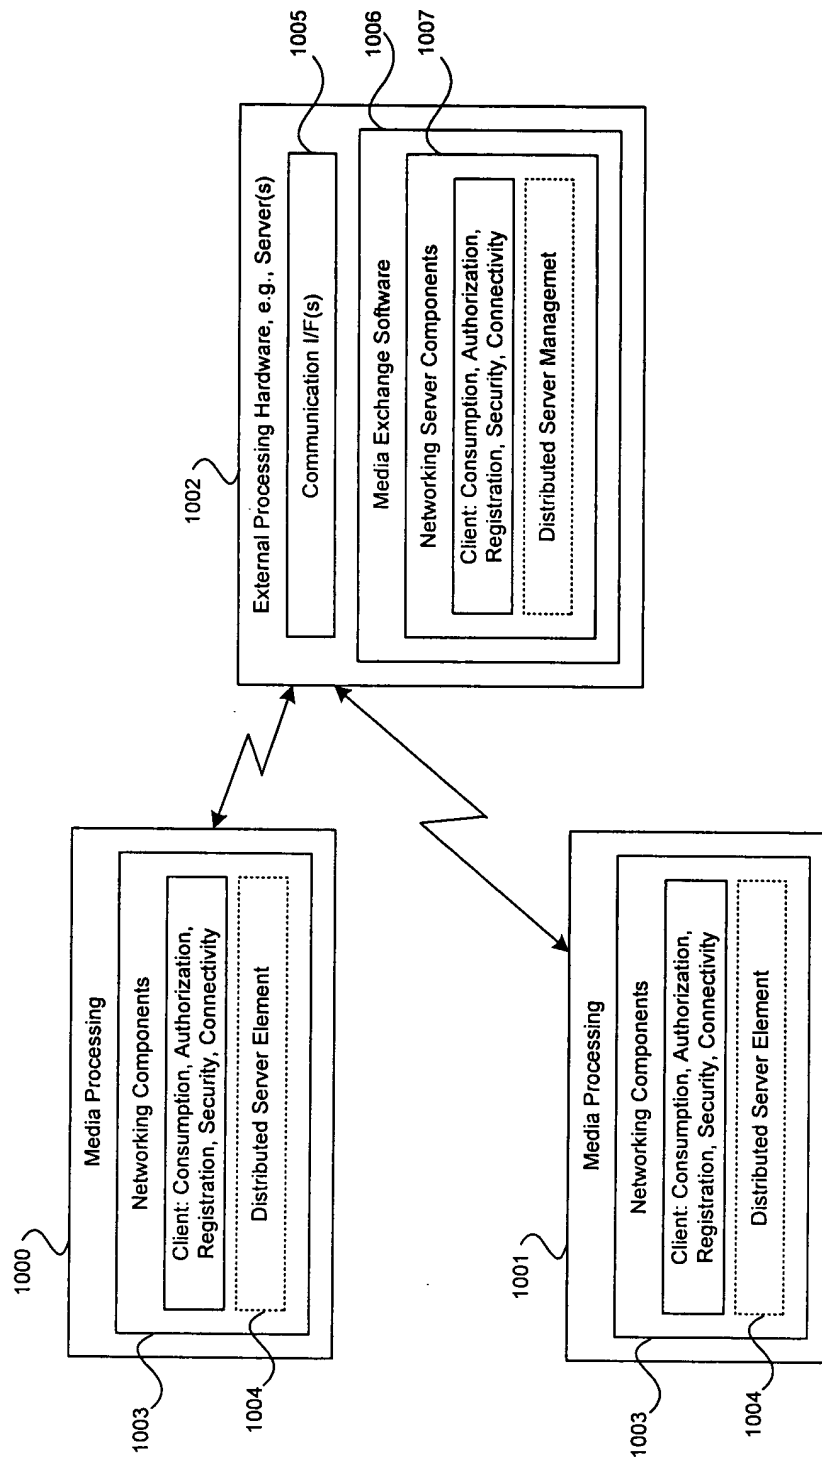 1000
Media Processing
Networking Components
Client: Consumption, Authorization,
Registration, Security, Connectivity
Distributed Server Element
1003
1004
1002
External Processing Hardware, e.g., Server(s)
Communication I/F(s)
Media Exchange Software
Networking Server Components
Client: Consumption, Authorization,
Registration, Security, Connectivity
Distributed Server Managemet
1005
1006
1007
1001
Media Processing
Networking Components
Client: Consumption, Authorization,
Registration, Security, Connectivity
Distributed Server Element
1003
1004